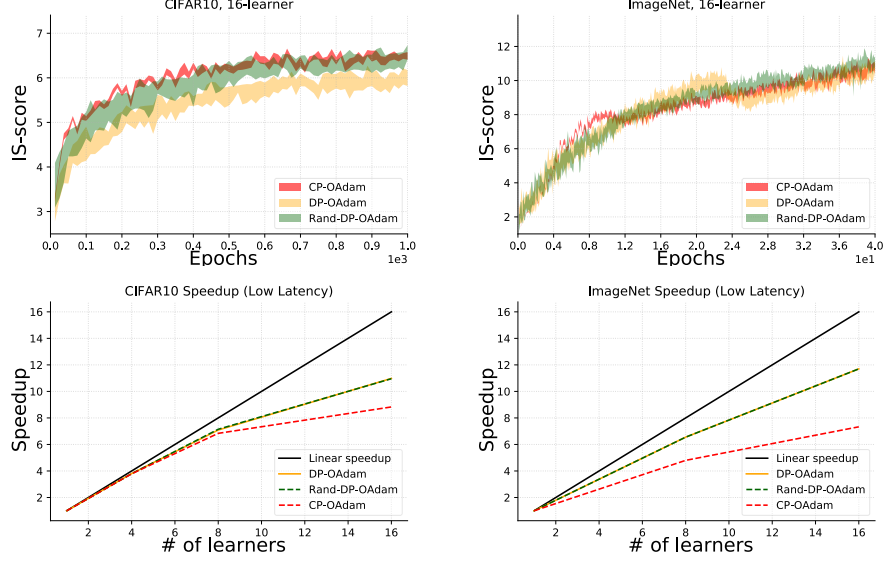 CIFAR10, 16-learner
IS-score
7
6
5
4
3
0.0 0.1 0.2 0.3 0.4 0.5 0.6 0.7 0.8 0.9 1.0
Epochs
1e3
CP-OAdam
DP-OAdam
Rand-DP-OAdam
ImageNet, 16-learner
IS-score
12
10
8
6
4
2
0.0 0.4 0.8 1.2 1.6 2.0 2.4 2.8 3.2 3.6 4.0
Epochs
1e1
CP-OAdam
DP-OAdam
Rand-DP-OAdam
CIFAR10 Speedup (Low Latency)
Speedup
16
14
12
10
8
6
4
2
2 4 6 8 10 12 14 16
# of learners
Linear speedup
DP-OAdam
Rand-DP-OAdam
CP-OAdam
ImageNet Speedup (Low Latency)
Speedup
16
14
12
10
8
6
4
2
2 4 6 8 10 12 14 16
# of learners
Linear speedup
DP-OAdam
Rand-DP-OAdam
CP-OAdam